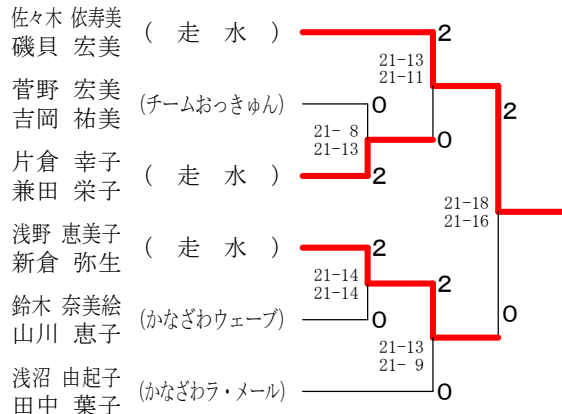 佐々木 依寿美
磯貝 宏美
( 走 水 )
2
21-13
21-11
菅野 宏美
吉岡 祐美
(チームおっきゅん)
0
2
21- 8
21-13
0
片倉 幸子
兼田 栄子
( 走 水 )
2
21-18
21-16
浅野 恵美子
新倉 弥生
( 走 水 )
2
21-14
21-14
2
鈴木 奈美絵
山川 恵子
(かなざわウェーブ)
0
0
21-13
21- 9
浅沼 由起子
田中 葉子
(かなざわラ・メール)
0